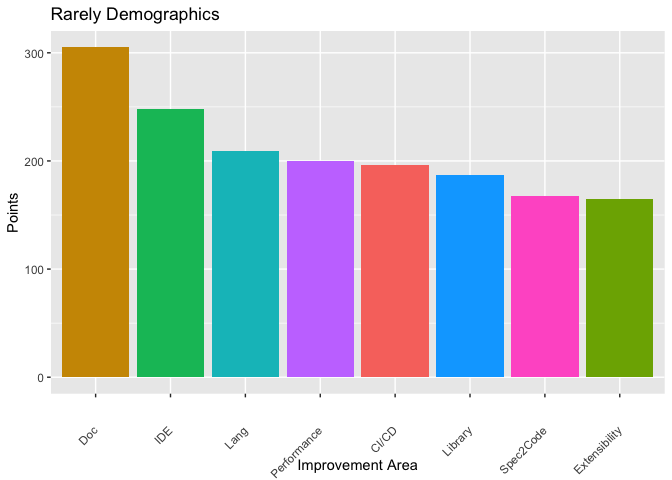 Rarely Demographics
Points
300
200
100
0
Doc
IDE
Lang
Performance
CI/CD
Library
Spec2Code
Extensibility
Improvement Area